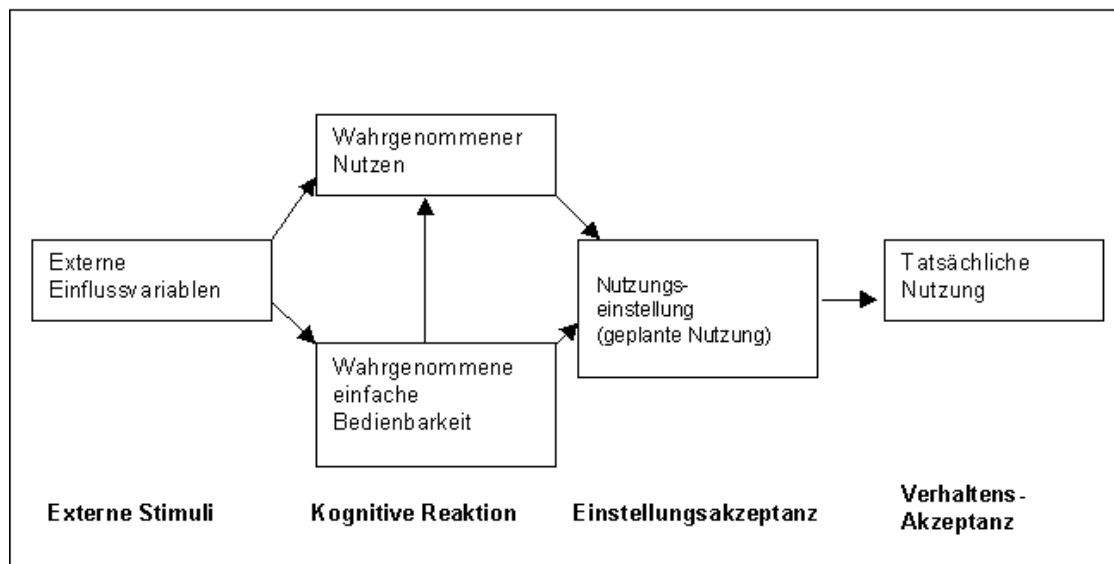 Wahrgenommener
Nutzen
Externe
Einflussvariablen
Wahrgenommene
einfache
Bedienbarkeit
Nutzungs-
einstellung
(geplante Nutzung)
Tatsächliche
Nutzung
Externe Stimuli
Kognitive Reaktion
Einstellungsakzeptanz
Verhaltens-
Akzeptanz